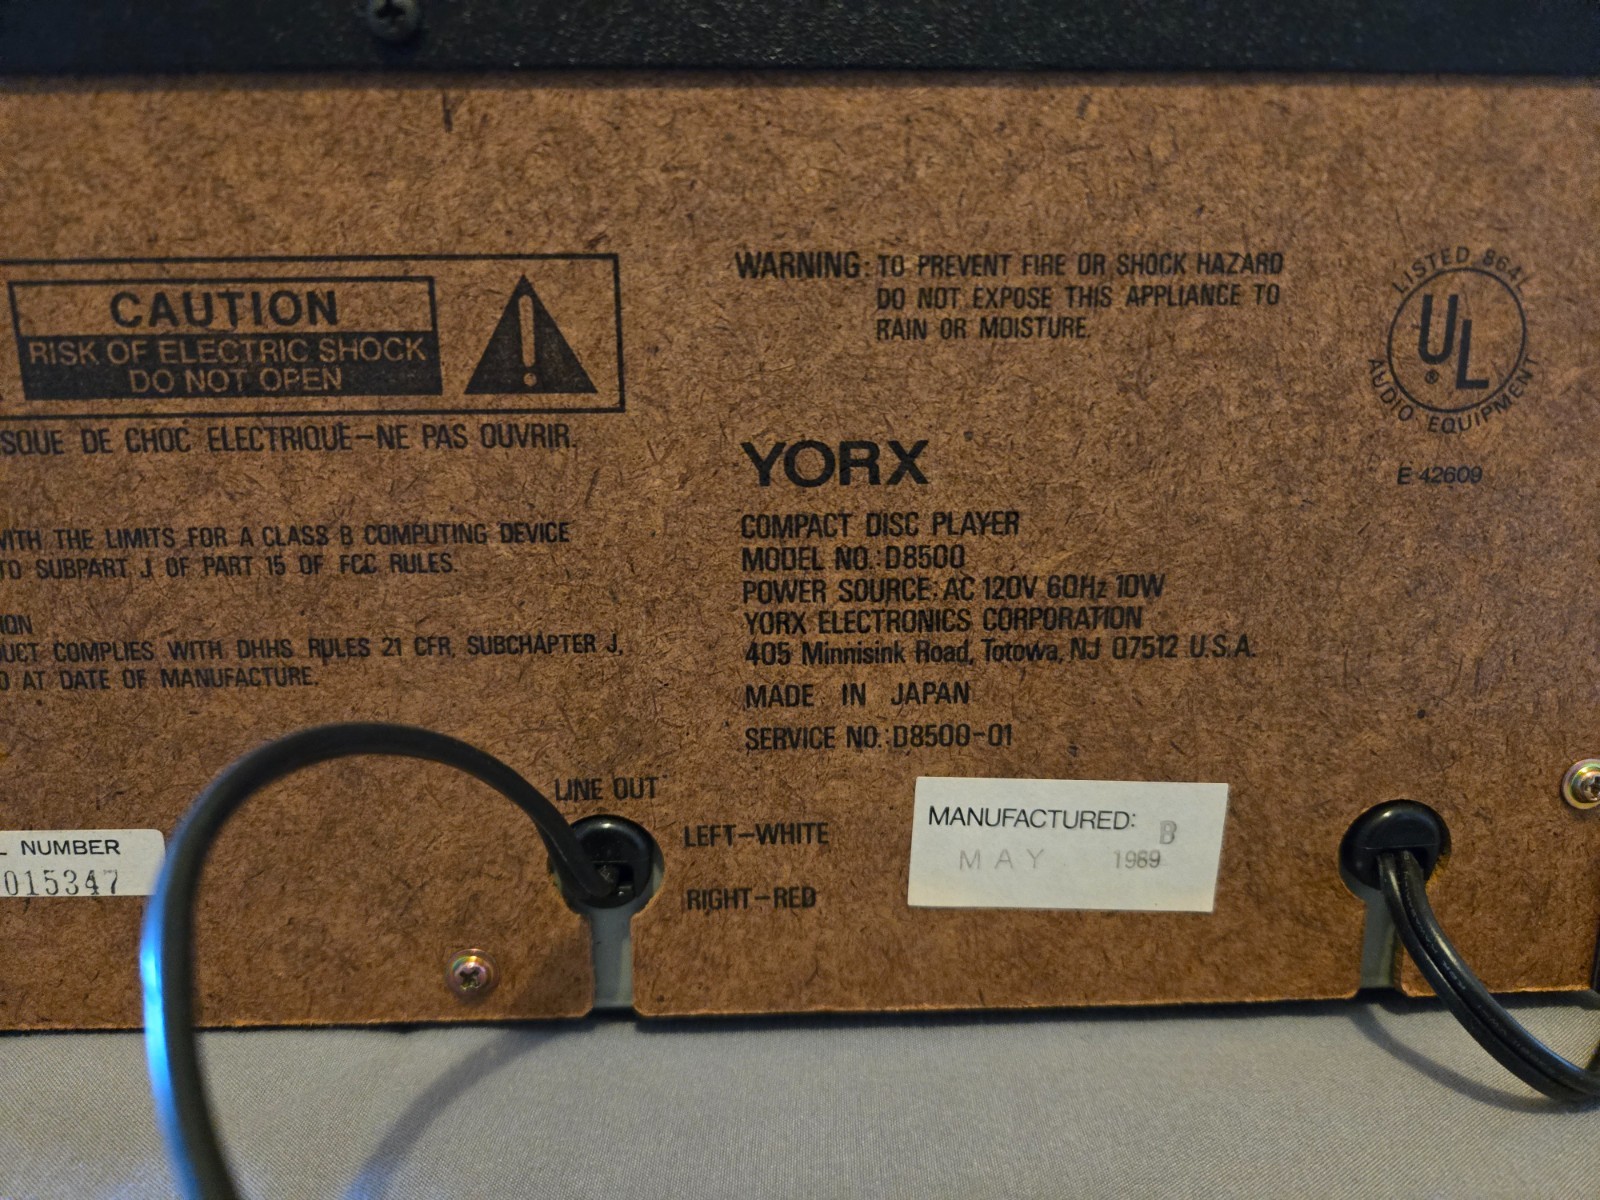 CAUTION
RISK OF ELECTRIC SHOCK
DO NOT OPEN
SQUE DE CHOC ELECTRIQUE-NE PAS OUVRIR.
WITH THE LIMITS FOR A CLASS B COMPUTING DEVICE
TO SUBPART J OF PART 15 OF FCC RULES.
ION
DUCT COMPLIES WITH DHHS RULES 21 CFR, SUBCHAPTER J,
D AT DATE OF MANUFACTURE.
L NUMBER
015347
WARNING: TO PREVENT FIRE OR SHOCK HAZARD
DO NOT EXPOSE THIS APPLIANCE TO
RAIN OR MOISTURE.
LISTED 864L
UL
®
AUDIO EQUIPMENT
E 42609
YORX
COMPACT DISC PLAYER
MODEL NO.: D8500
POWER SOURCE: AC 120V 60Hz 10W
YORX ELECTRONICS CORPORATION
405 Minnisink Road, Totowa, NJ 07512 U.S.A.
MADE IN JAPAN
SERVICE NO.: D8500-01
LINE OUT
LEFT-WHITE
RIGHT-RED
MANUFACTURED: B
MAY 1989